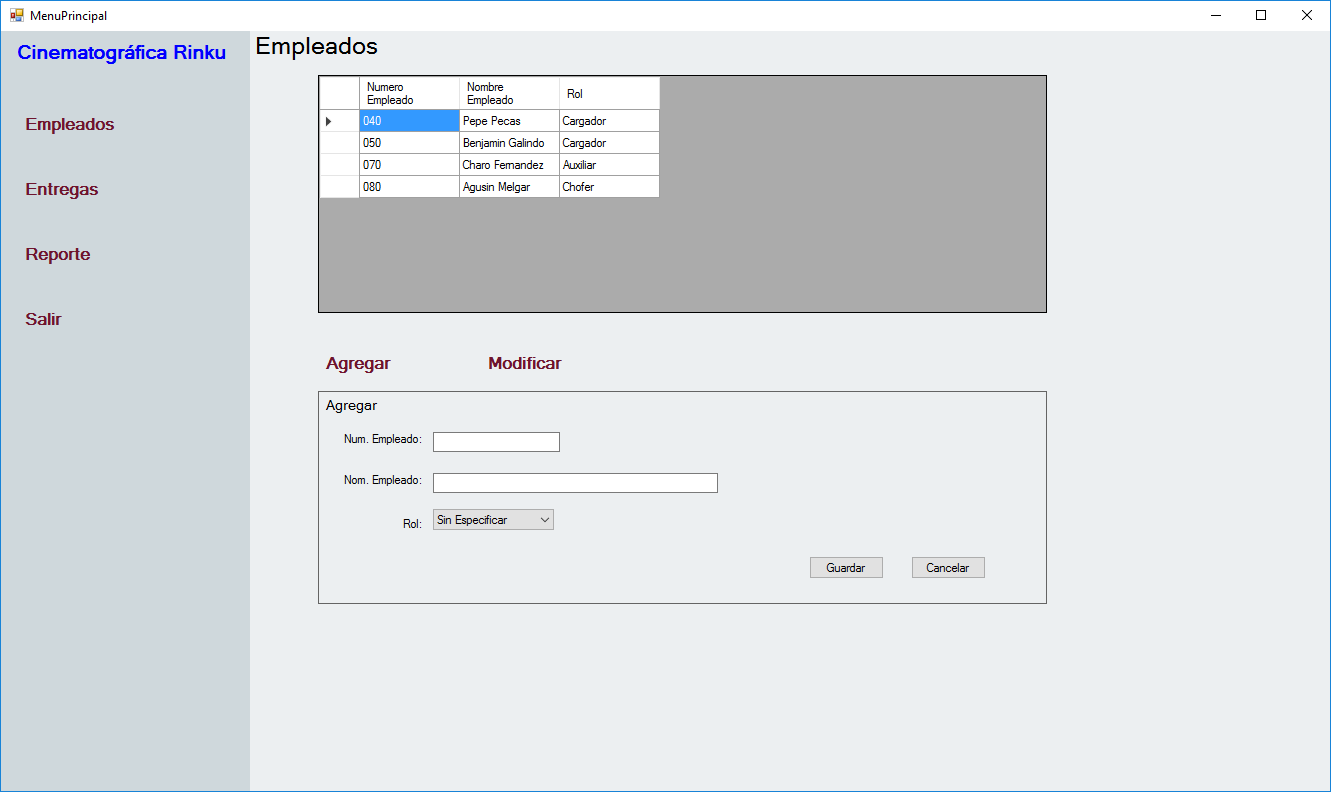 MenuPrincipal
Cinematográfica Rinku
Empleados
Entregas
Reporte
Salir
Empleados
Numero Empleado Nombre Empleado Rol
040 Pepe Pecas Cargador
050 Benjamin Galindo Cargador
070 Charo Fernandez Auxiliar
080 Agusin Melgar Chofer
Agregar Modificar
Agregar
Num. Empleado:
Nom. Empleado:
Rol: Sin Especificar
Guardar Cancelar